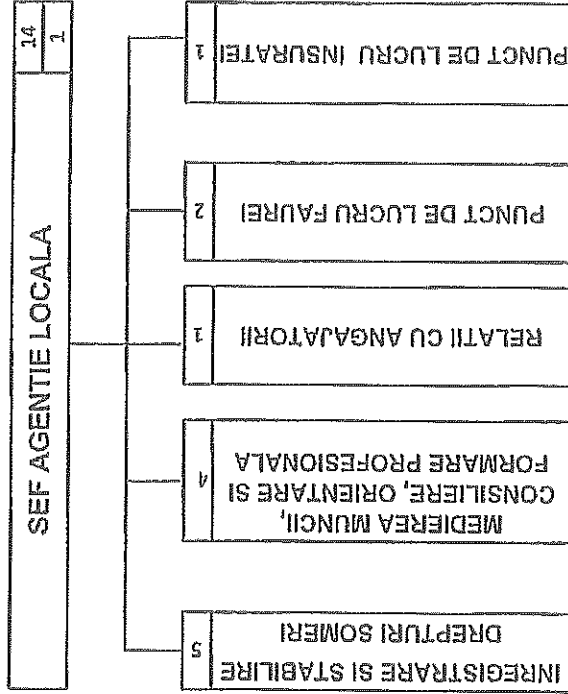 SEF AGENTIE LOCALA
14
1
INREGISTRARE SI STABILIRE
DREPTURI SOMERI
5
MEDIEREA MUNCII,
CONSILIERE, ORIENTARE SI
FORMARE PROFESIONALA
4
RELATII CU ANGAJATORII
1
PUNCT DE LUCRU FAUREI
2
PUNCT DE LUCRU INSURATEI
1